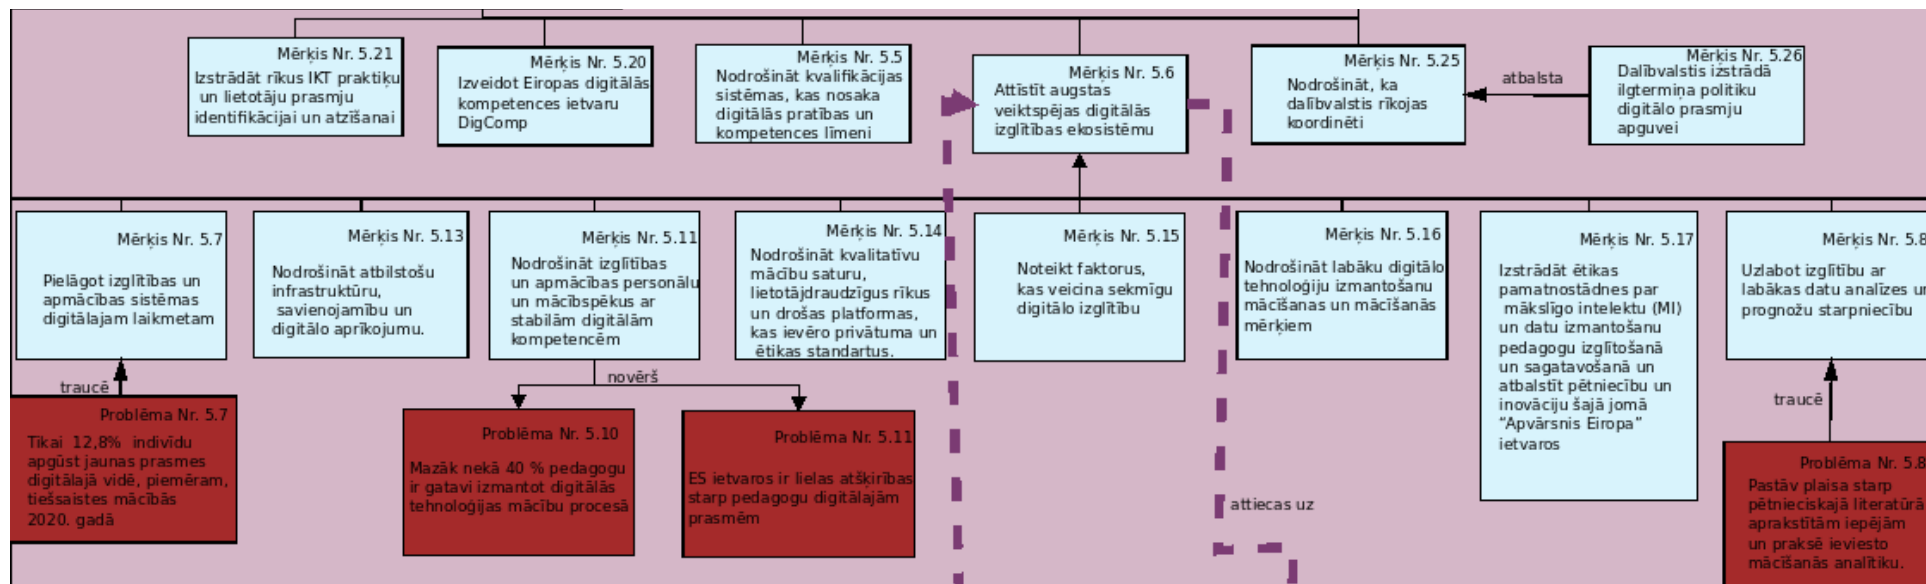 Mērķis Nr. 5.21
Izstrādāt rīkus IKT praktiķu
un lietotāju prasmju
identifikācijai un atzīšanai
Mērķis Nr. 5.20
Izveidot Eiropas digitālās
kompetences ietvaru
DigComp
Mērķis Nr. 5.5
Nodrošināt kvalifikācijas
sistēmas, kas nosaka
digitālās pratības un
kompetences līmeni
Mērķis Nr. 5.6
Attīstīt augstas
veiktspējas digitālās
izglītības ekosistēmu
Mērķis Nr. 5.25
Nodrošināt, ka
dalībvalstis rīkojas
koordinēti
atbalsta
Mērķis Nr. 5.26
Dalībvalstis izstrādā
ilgtermiņa politiku
digitālo prasmju
apguvei
Mērķis Nr. 5.7
Pielāgot izglītības un
apmācības sistēmas
digitālajam laikmetam
Mērķis Nr. 5.13
Nodrošināt atbilstošu
infrastruktūru,
savienojamību un
digitālo aprīkojumu.
Mērķis Nr. 5.11
Nodrošināt izglītības
un apmācības personālu
un mācībspēkus ar
stabilām digitālām
kompetencēm
Mērķis Nr. 5.14
Nodrošināt kvalitatīvu
mācību saturu,
lietotājdraudzīgus rīkus
un drošas platformas,
kas ievēro privātuma un
ētikas standartus.
Mērķis Nr. 5.15
Noteikt faktorus,
kas veicina sekmīgu
digitālo izglītību
Mērķis Nr. 5.16
Nodrošināt labāku digitālo
tehnoloģiju izmantošanu
mācīšanas un mācīšanās
mērķiem
Mērķis Nr. 5.17
Izstrādāt ētikas
pamatnostādnes par
mākslīgo intelektu (MI)
un datu izmantošanu
pedagogu izglītošanā
un sagatavošanā un
atbalstīt pētniecību un
inovāciju šajā jomā
“Apvārsnis Eiropa”
ietvaros
Mērķis Nr. 5.8
Uzlabot izglītību ar
labākas datu analīzes un
prognožu starpniecību
traucē
novērš
traucē
Problēma Nr. 5.7
Tikai 12,8% indivīdu
apgūst jaunas prasmes
digitālajā vidē, piemēram,
tiešsaistes mācībās
2020. gadā
Problēma Nr. 5.10
Mazāk nekā 40 % pedagogu
ir gatavi izmantot digitālās
tehnoloģijas mācību procesā
Problēma Nr. 5.11
ES ietvaros ir lielas atšķirības
starp pedagogu digitālajām
prasmēm
attiecas uz
Problēma Nr. 5.8
Pastāv plaisa starp
pētnieciskajā literatūrā
aprakstītām iepējām
un praksē ieviesto
mācīšanās analītiku.